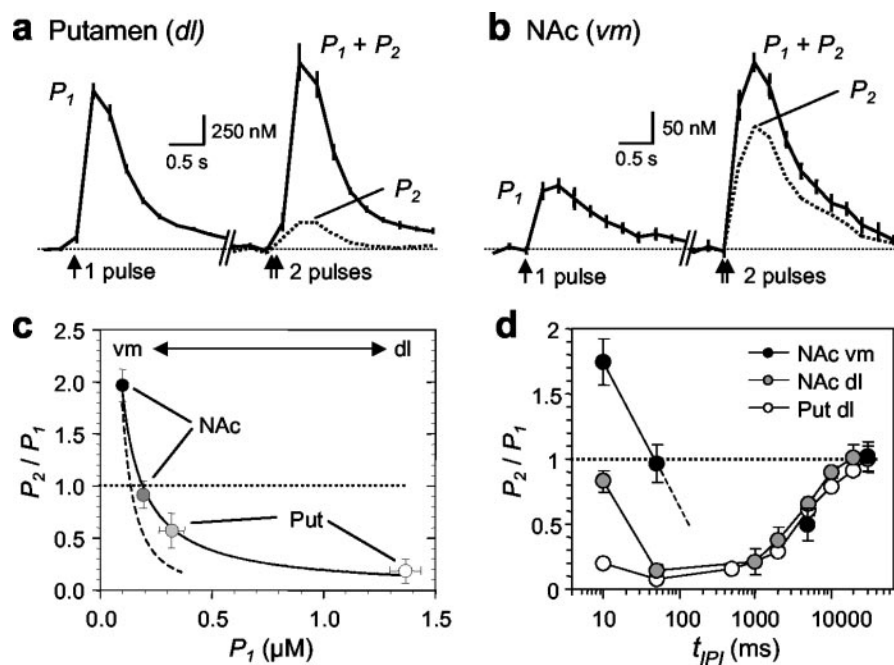 a Putamen (dl)
P1
P1 + P2
250 nM
0.5 s
P2
1 pulse
2 pulses
b NAc (vm)
P1 + P2
P2
50 nM
0.5 s
P1
1 pulse
2 pulses
c
2.5
2.0
1.5
1.0
0.5
0.0
P2 / P1
vm
dl
NAc
Put
0.0
0.5
1.0
1.5
P1 (µM)
d
2
1.5
1
0.5
0
P2 / P1
NAc vm
NAc dl
Put dl
10
100
1000
10000
tIPI (ms)